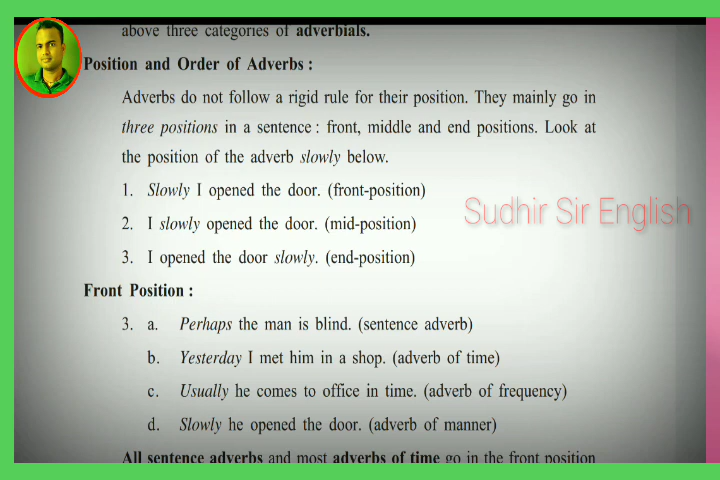 above three categories of adverbials.
Position and Order of Adverbs :
Adverbs do not follow a rigid rule for their position. They mainly go in
three positions in a sentence : front, middle and end positions. Look at
the position of the adverb slowly below.
1. Slowly I opened the door. (front-position)
Sudhir Sir English
2. I slowly opened the door. (mid-position)
3. I opened the door slowly. (end-position)
Front Position :
3. a. Perhaps the man is blind. (sentence adverb)
b. Yesterday I met him in a shop. (adverb of time)
c. Usually he comes to office in time. (adverb of frequency)
d. Slowly he opened the door. (adverb of manner)
All sentence adverbs and most adverbs of time go in the front position